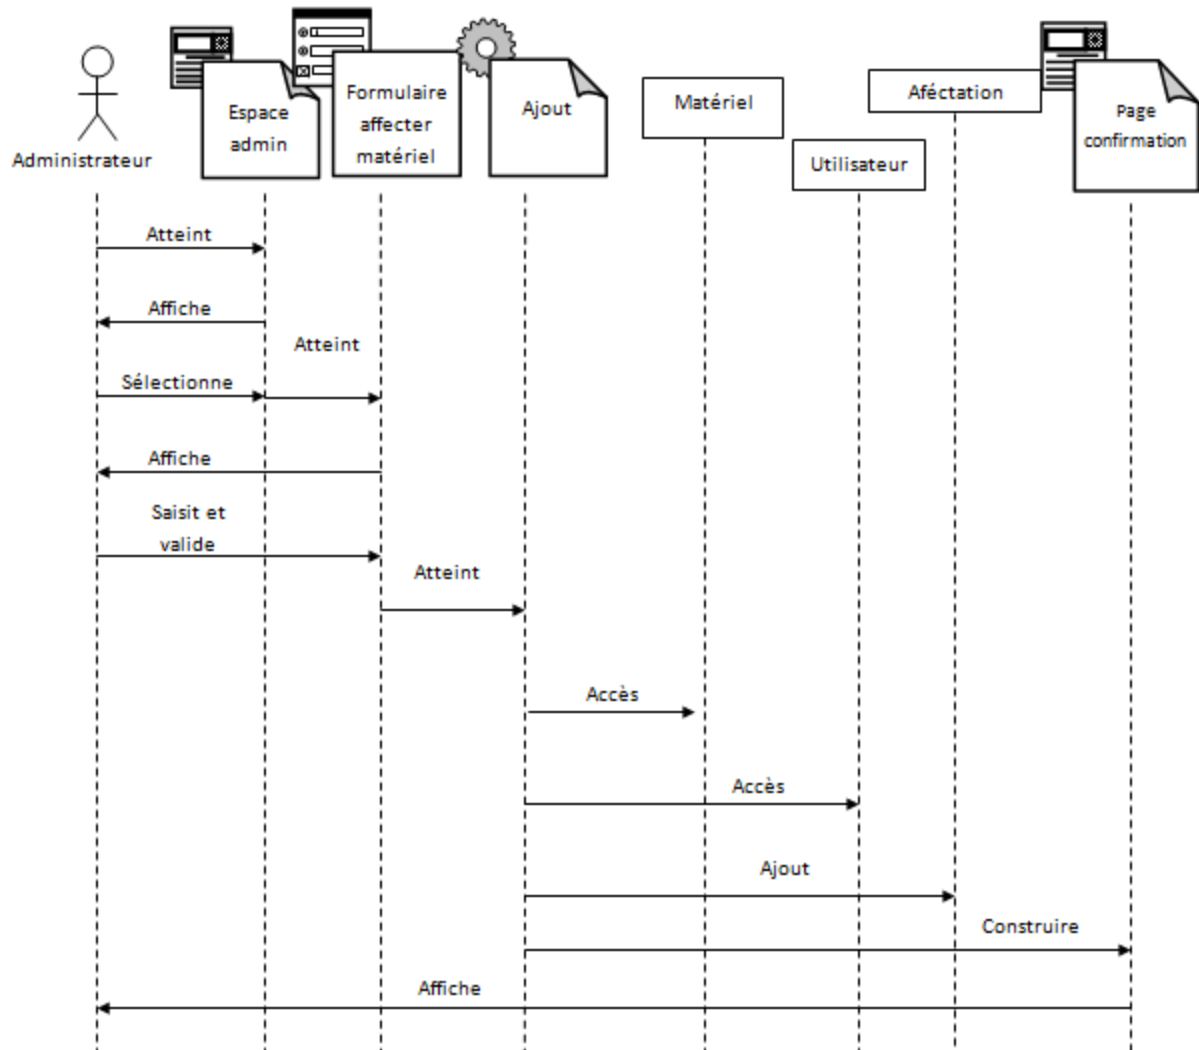 Administrateur
Espace
admin
Formulaire
affecter
matériel
Ajout
Matériel
Utilisateur
Aféctation
Page
confirmation
Atteint
Affiche
Atteint
Sélectionne
Affiche
Saisit et
valide
Atteint
Accès
Accès
Ajout
Construire
Affiche